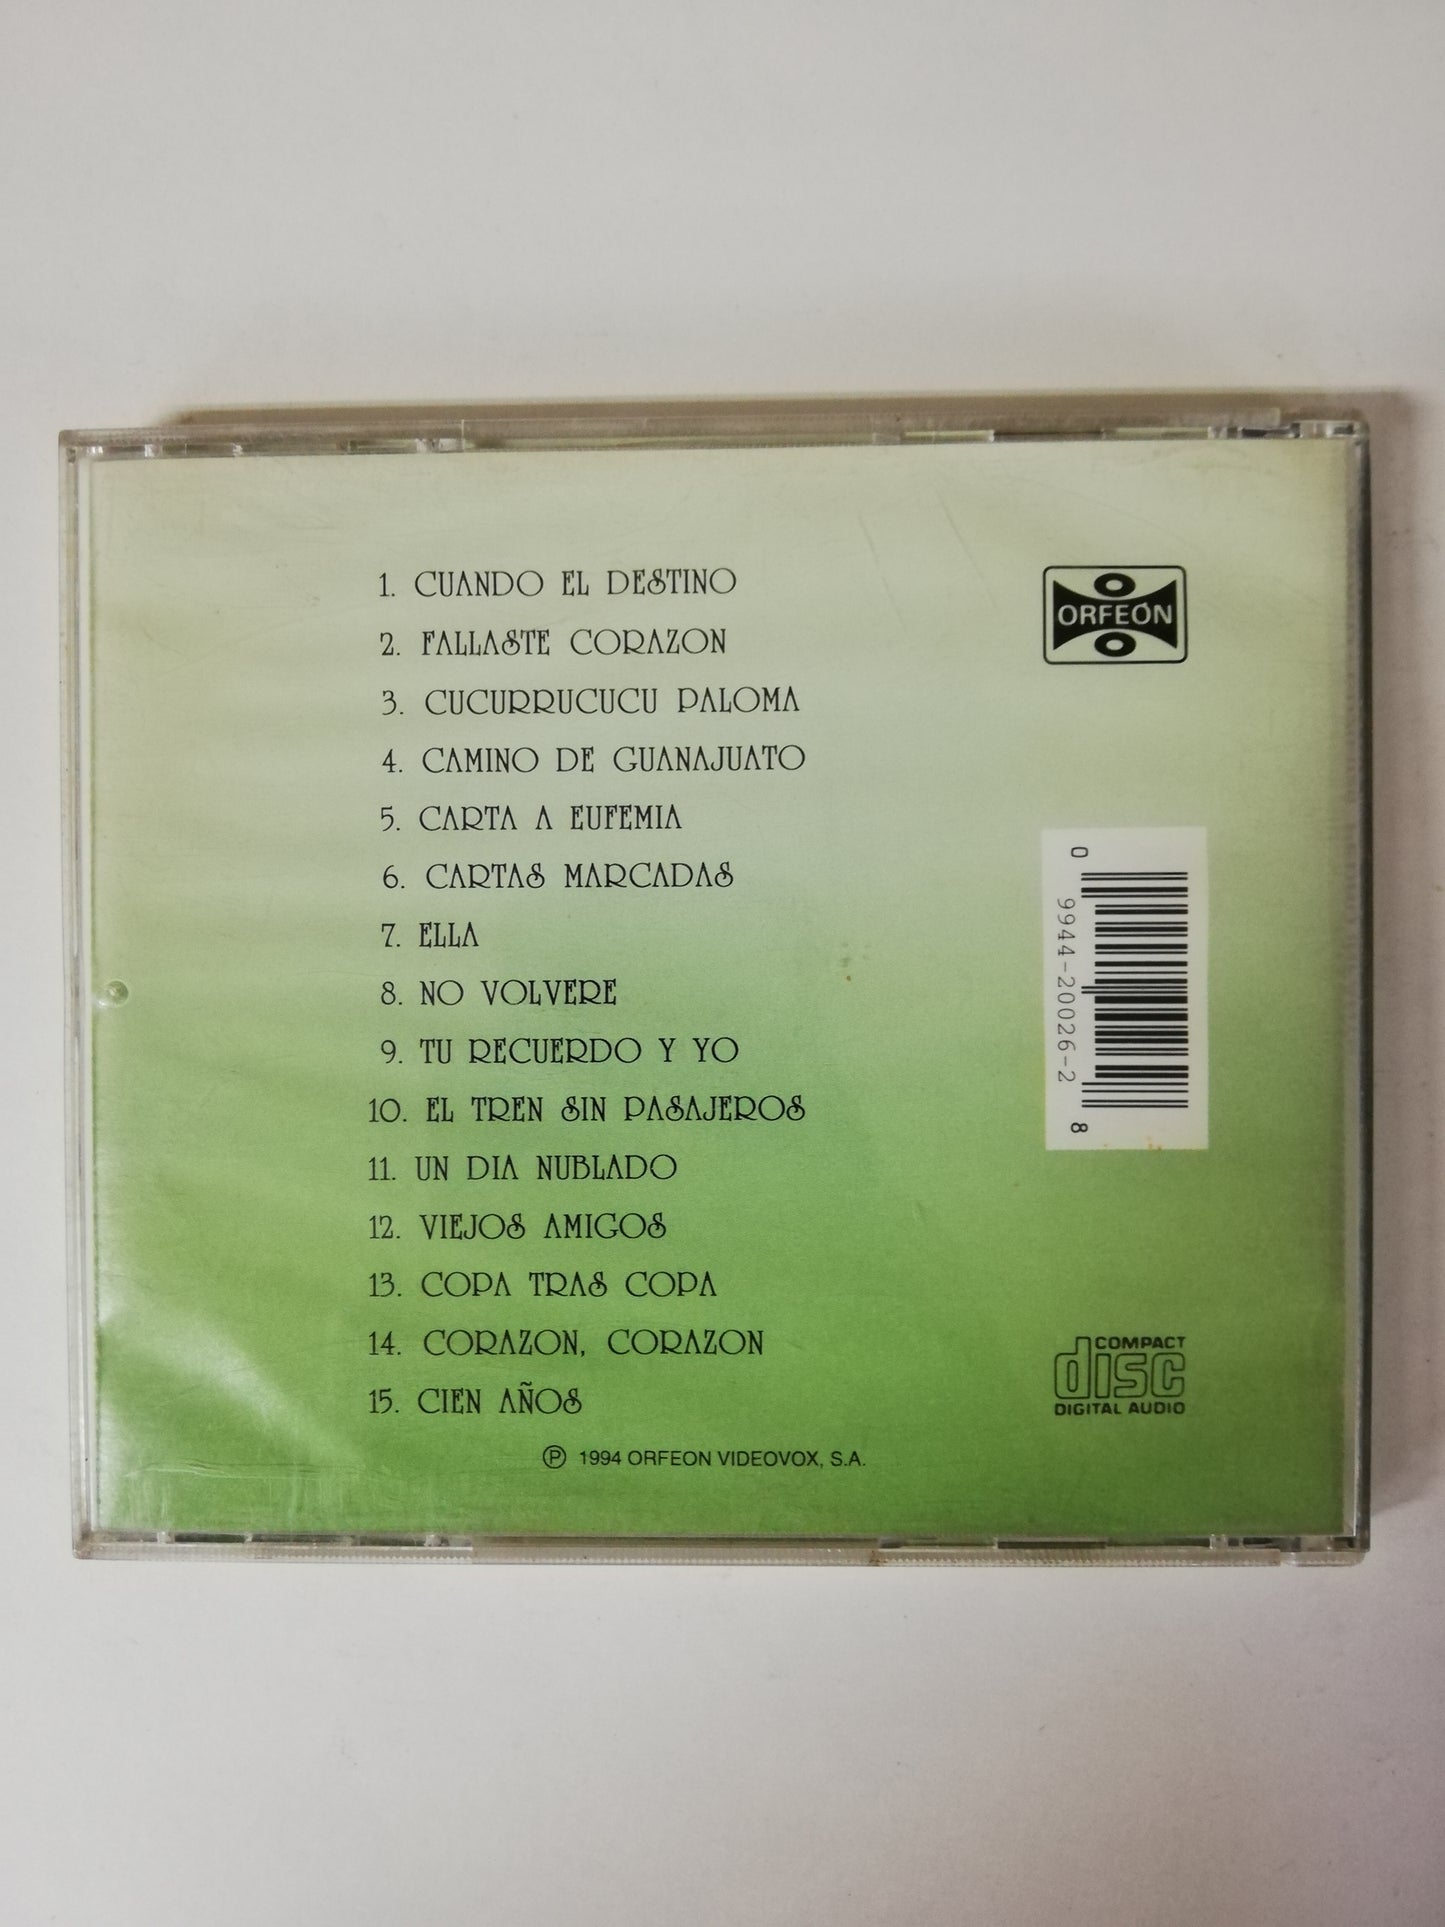 1. CUANDO EL DESTINO
2. FALLASTE CORAZON
3. CUCURRUCUCU PALOMA
4. CAMINO DE GUANAJUATO
5. CARTA A EUFEMIA
6. CARTAS MARCADAS
7. ELLA
8. NO VOLVERE
9. TU RECUERDO Y YO
10. EL TREN SIN PASAJEROS
11. UN DIA NUBLADO
12. VIEJOS AMIGOS
13. COPA TRAS COPA
14. CORAZON, CORAZON
15. CIEN AÑOS
℗ 1994 ORFEON VIDEOVOX, S.A.
ORFEÓN
0 9944-20026-2 8
COMPACT
disc
DIGITAL AUDIO